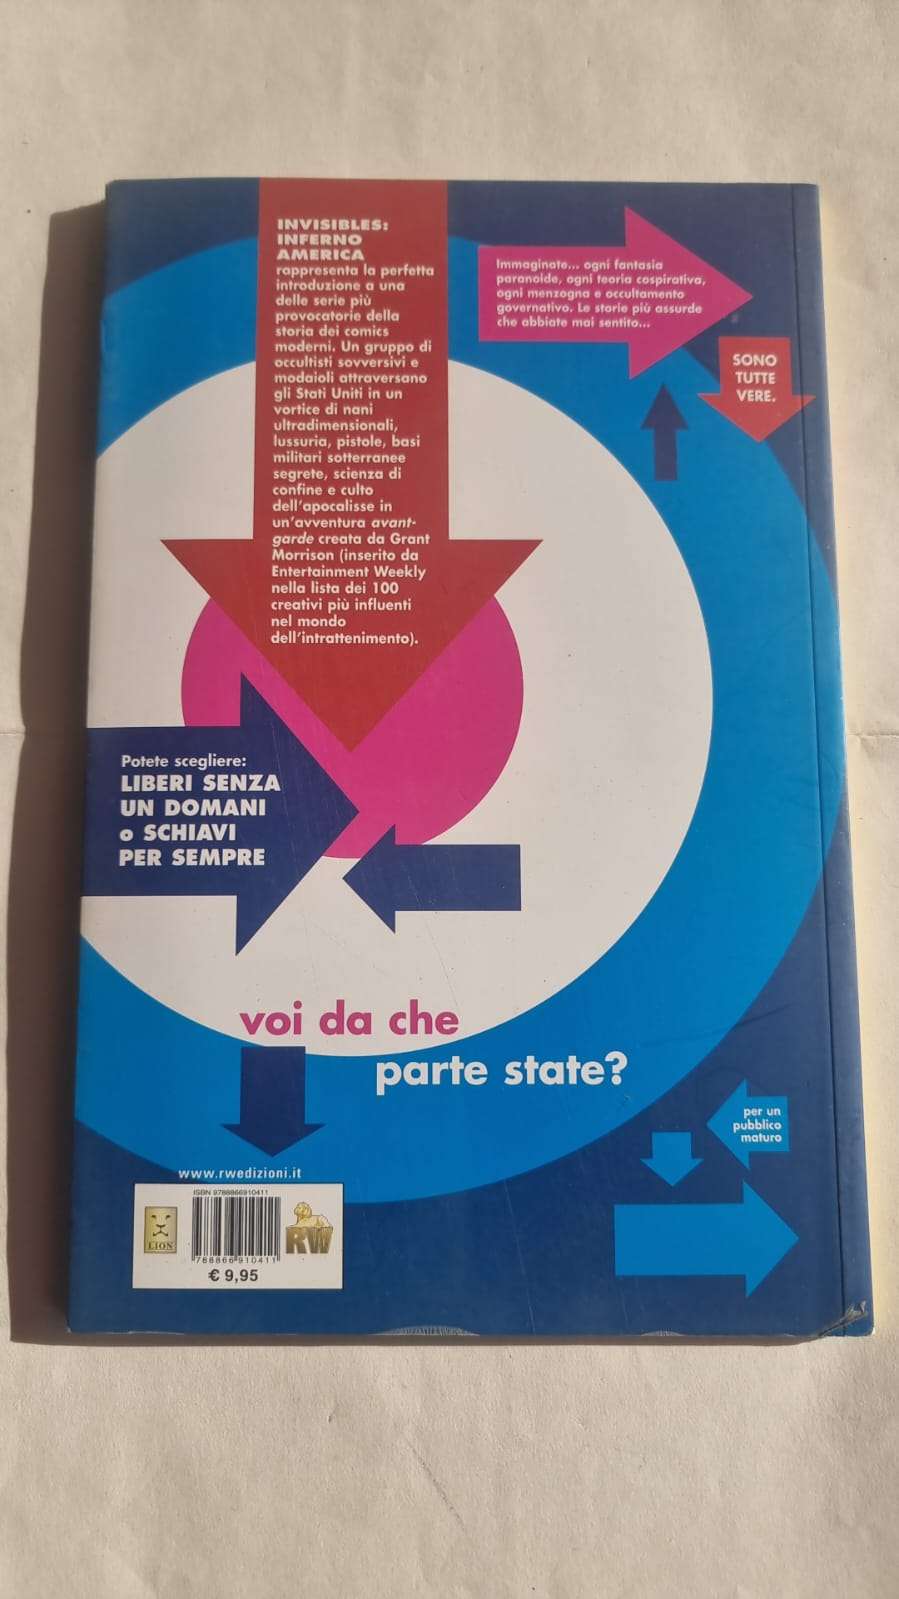 INVISIBLES:
INFERNO
AMERICA
rappresenta la perfetta
introduzione a una
delle serie più
provocatorie della
storia dei comics
moderni. Un gruppo di
occultisti sovversivi e
modaioli attraversano
gli Stati Uniti in un
vortice di nani
ultradimensionali,
lussuria, pistole, basi
militari sotterranee
segrete, scienza di
confine e culto
dell'apocalisse in
un'avventura avant-
garde creata da Grant
Morrison (inserito da
Entertainment Weekly
nella lista dei 100
creativi più influenti
nel mondo
dell'intrattenimento).
Immaginate... ogni fantasia
paranoide, ogni teoria cospirativa,
ogni menzogna e occultamento
governativo. Le storie più assurde
che abbiate mai sentito...
SONO
TUTTE
VERE.
Potete scegliere:
LIBERI SENZA
UN DOMANI
o SCHIAVI
PER SEMPRE
voi da che
parte state?
per un
pubblico
maturo
www.rwedizioni.it
ISBN 9788866910411
LION
RW
788866 910411
€ 9,95